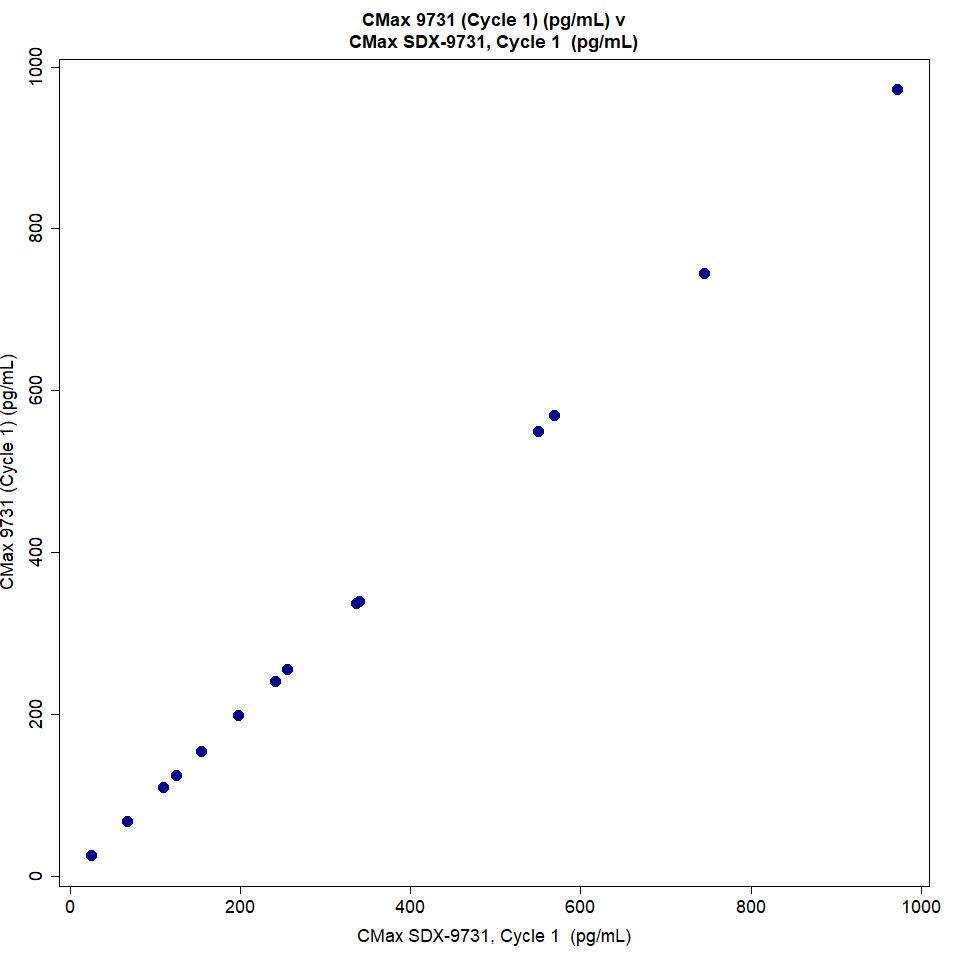 CMax 9731 (Cycle 1) (pg/mL) v
CMax SDX-9731, Cycle 1  (pg/mL)
CMax 9731 (Cycle 1) (pg/mL)
1000
800
600
400
200
0
0 200 400 600 800 1000
CMax SDX-9731, Cycle 1  (pg/mL)